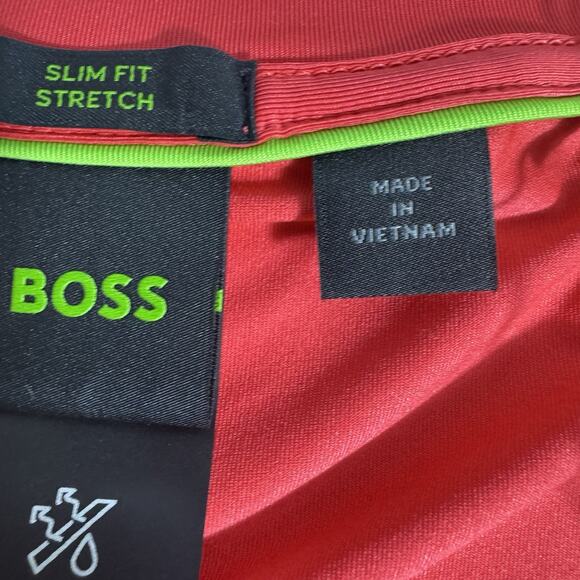 SLIM FIT
STRETCH
MADE
IN
VIETNAM
BOSS